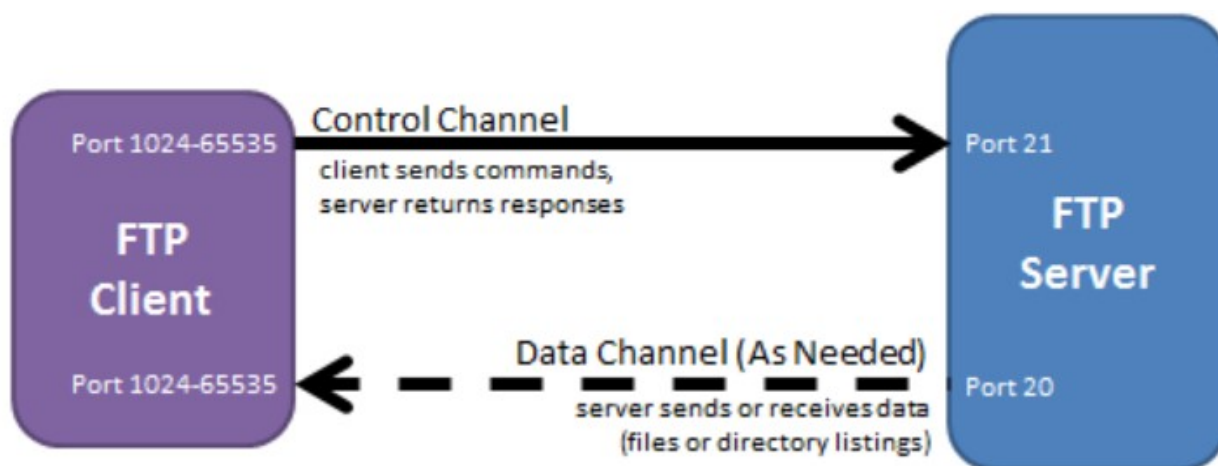 Control Channel
Port 1024-65535
Port 21
client sends commands,
server returns responses
FTP
Client
FTP
Server
Data Channel (As Needed)
Port 1024-65535
Port 20
server sends or receives data
(files or directory listings)